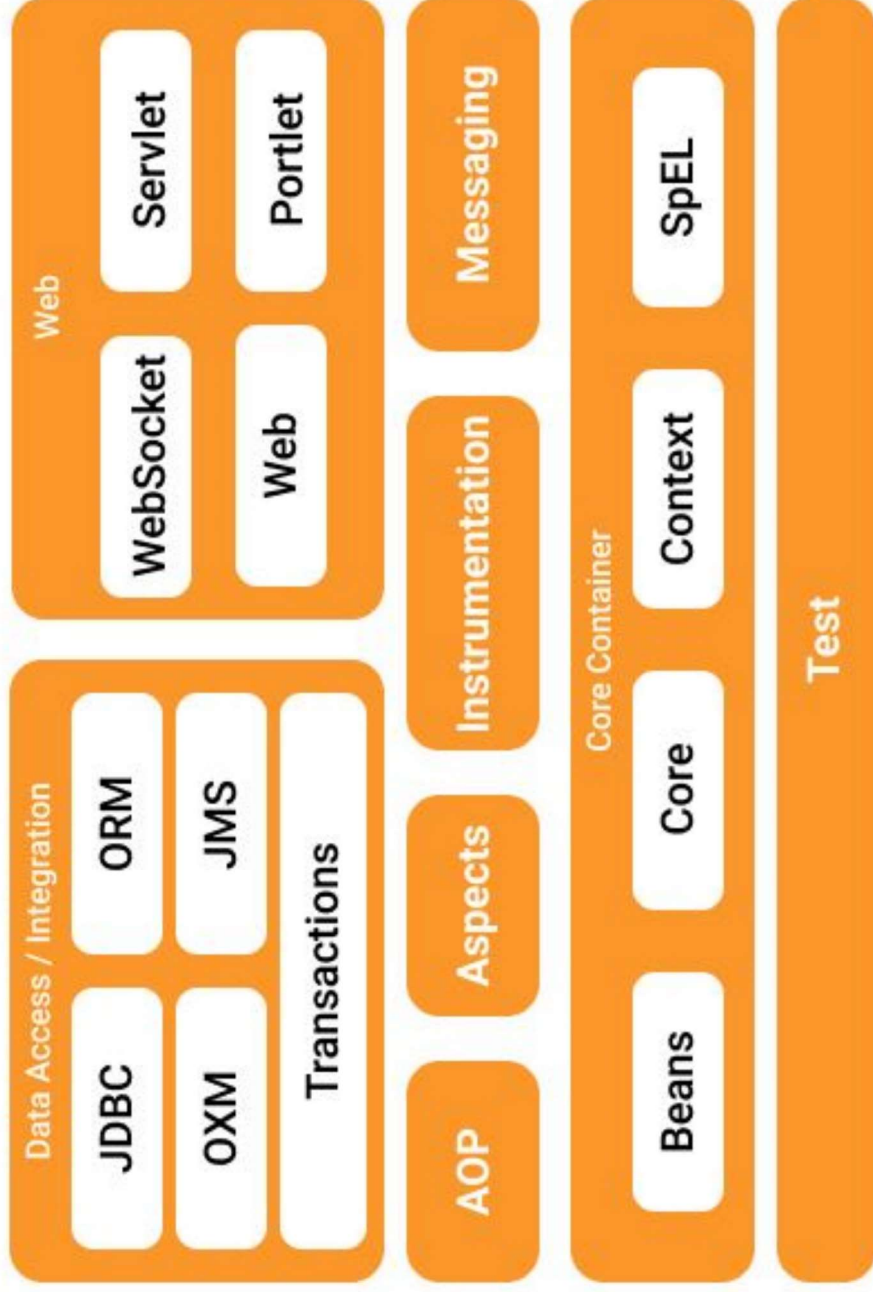 Data Access / Integration
JDBC
ORM
OXM
JMS
Transactions
Web
WebSocket
Servlet
Web
Portlet
AOP
Aspects
Instrumentation
Messaging
Core Container
Beans
Core
Context
SpEL
Test